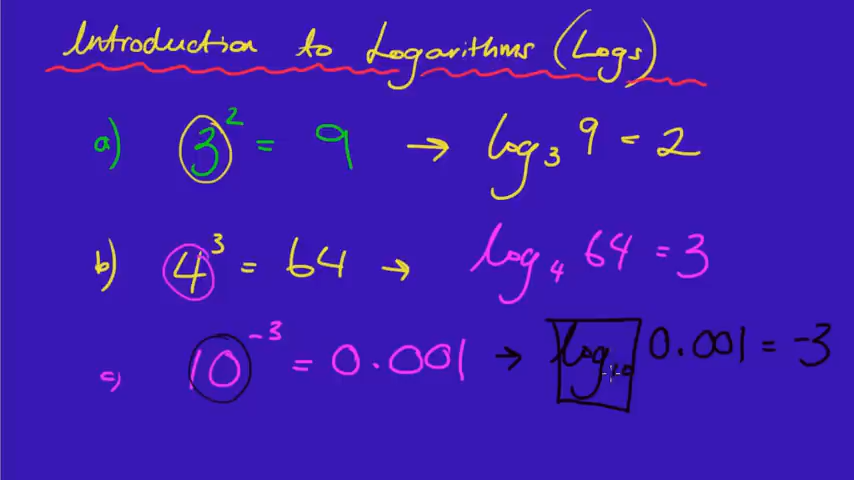 Introduction to Logarithms (Logs)
a) 3² = 9 → log₃ 9 = 2
b) 4³ = 64 → log₄ 64 = 3
c) 10⁻³ = 0.001 → log₁₀ 0.001 = -3